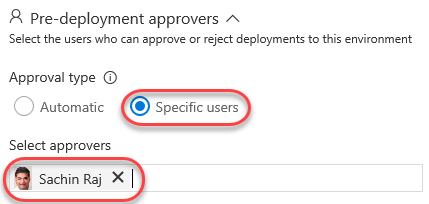 Pre-deployment approvers
Select the users who can approve or reject deployments to this environment
Approval type
Automatic Specific users
Select approvers
Sachin Raj